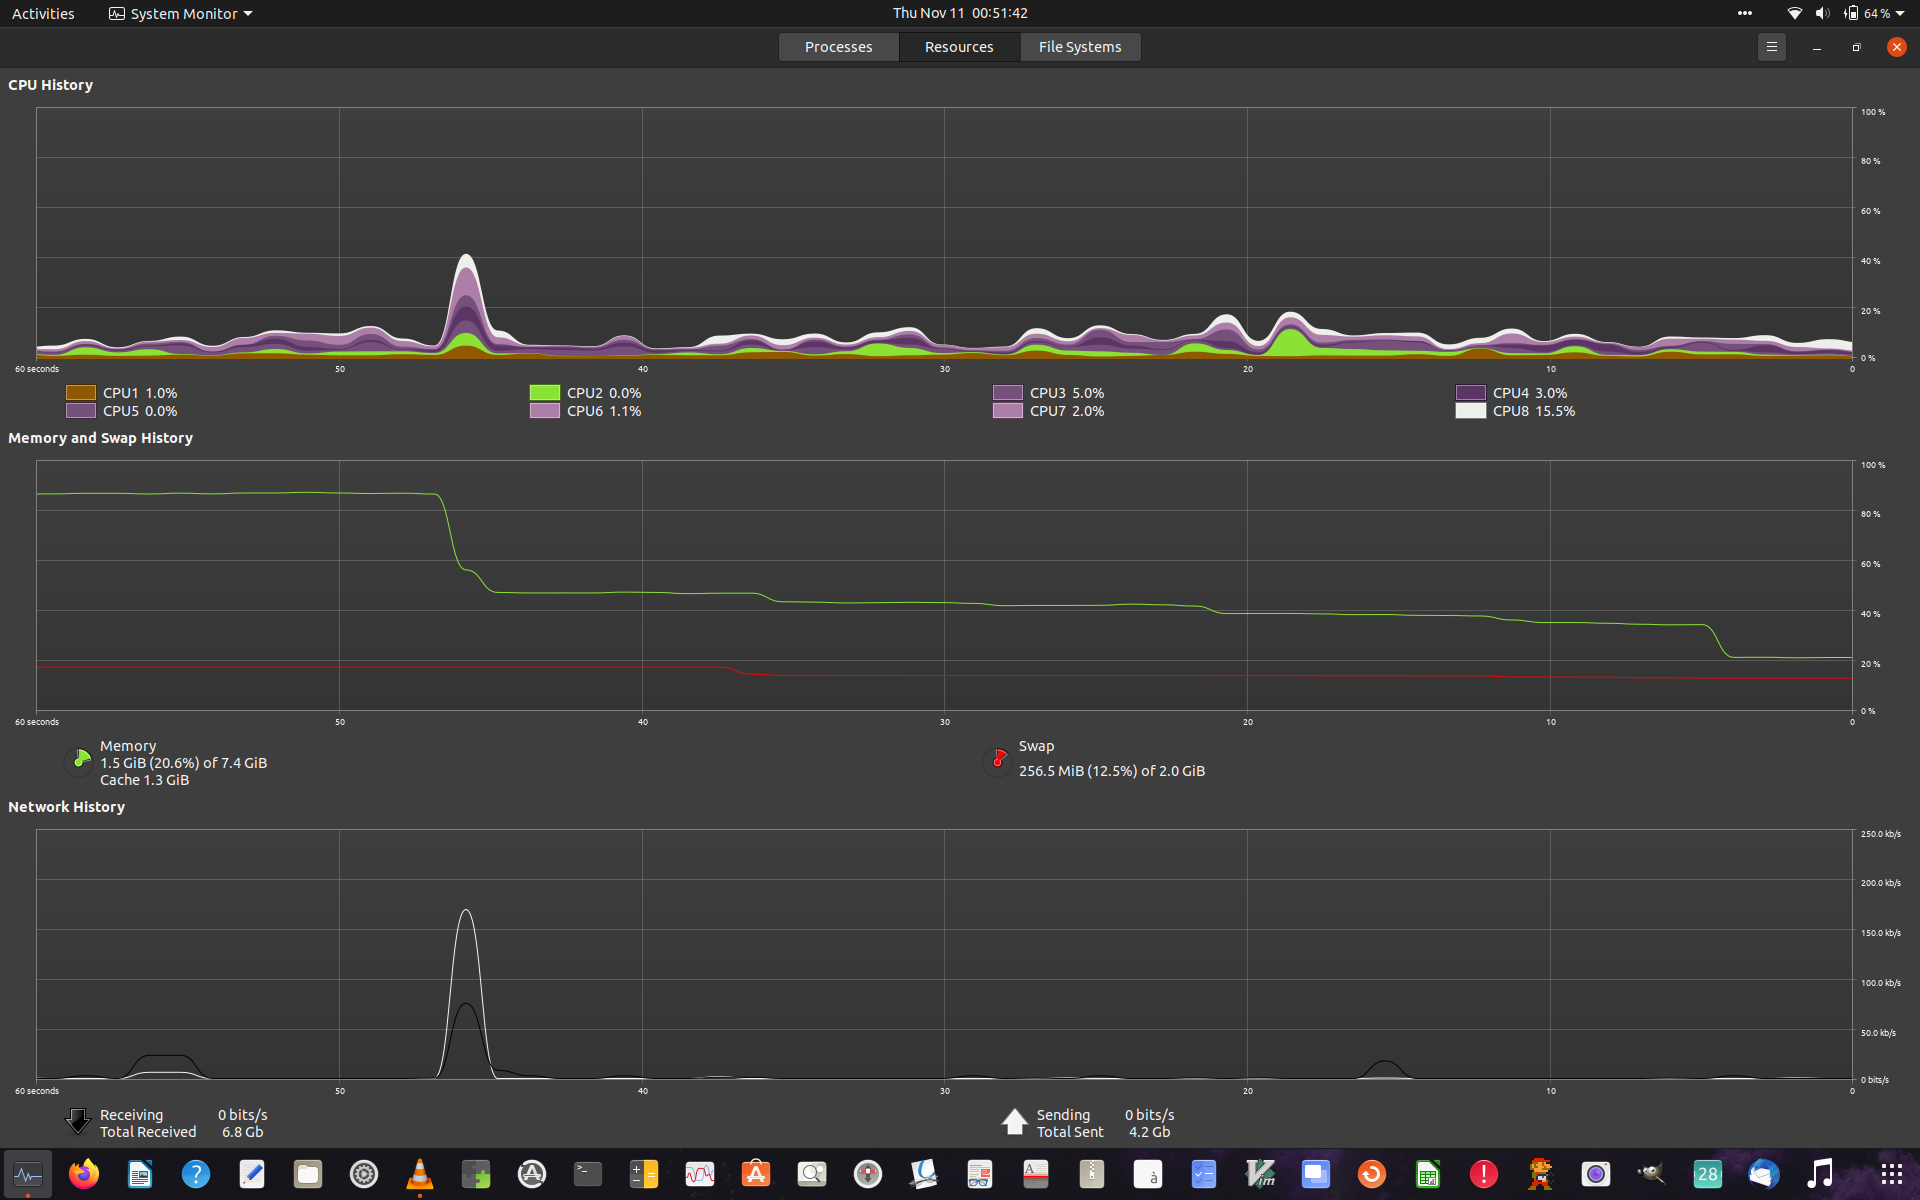 Activities System Monitor Thu Nov 11 00:51:42 64 %
Processes Resources File Systems
CPU History
100 %
80 %
60 %
40 %
20 %
0 %
60 seconds 50 40 30 20 10 0
CPU1 1.0% CPU2 0.0% CPU3 5.0% CPU4 3.0%
CPU5 0.0% CPU6 1.1% CPU7 2.0% CPU8 15.5%
Memory and Swap History
100 %
80 %
60 %
40 %
20 %
0 %
60 seconds 50 40 30 20 10 0
Memory Swap
1.5 GiB (20.6%) of 7.4 GiB 256.5 MiB (12.5%) of 2.0 GiB
Cache 1.3 GiB
Network History
250.0 kb/s
200.0 kb/s
150.0 kb/s
100.0 kb/s
50.0 kb/s
0 bits/s
60 seconds 50 40 30 20 10 0
Receiving 0 bits/s Sending 0 bits/s
Total Received 6.8 Gb Total Sent 4.2 Gb
? >_ A à Vim ! 28